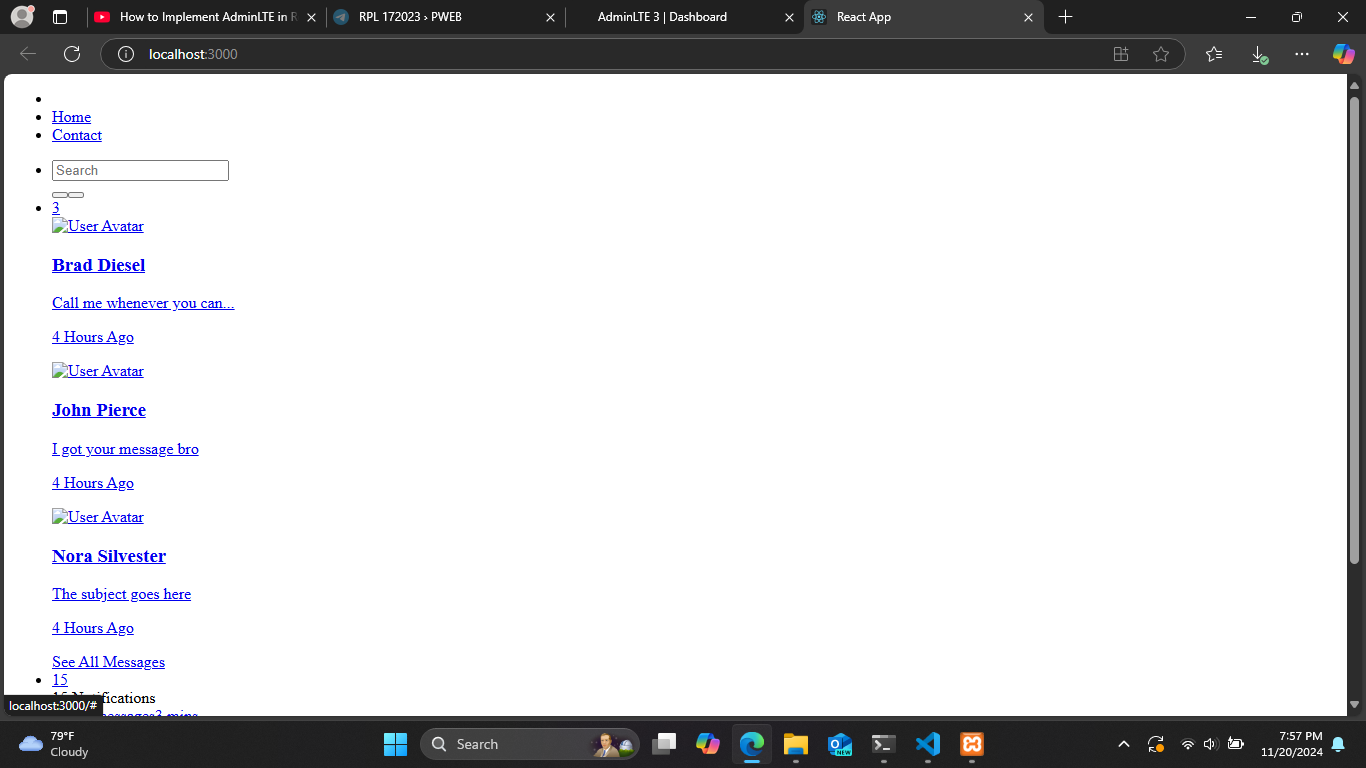 How to Implement AdminLTE in R
RPL 172023 › PWEB
AdminLTE 3 | Dashboard
React App
localhost:3000
Home
Contact
Search
3
User Avatar
Brad Diesel
Call me whenever you can...
4 Hours Ago
User Avatar
John Pierce
I got your message bro
4 Hours Ago
User Avatar
Nora Silvester
The subject goes here
4 Hours Ago
See All Messages
15
15 Notifications
messages3 mins
localhost:3000/#
79°F
Cloudy
Search
NEW
7:57 PM
11/20/2024